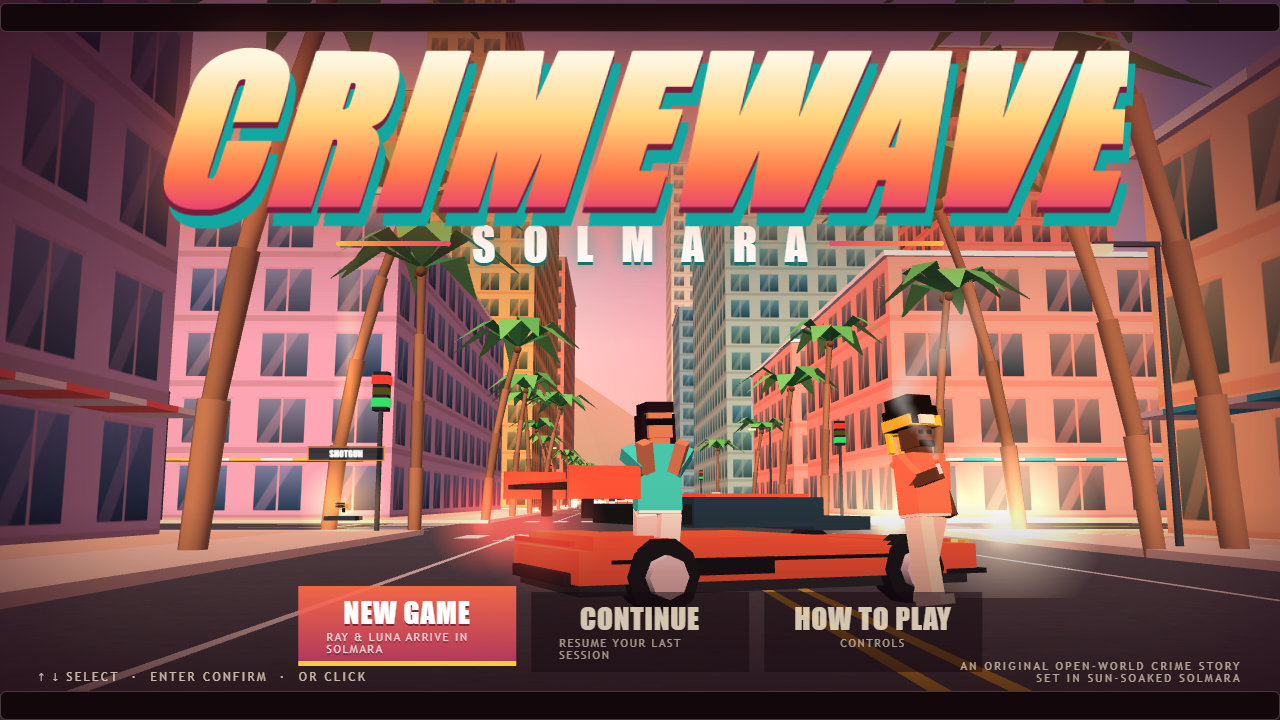 CRIMEWAVE
SOLMARA
SHOTGUN
NEW GAME
RAY & LUNA ARRIVE IN
SOLMARA
CONTINUE
RESUME YOUR LAST
SESSION
HOW TO PLAY
CONTROLS
↑ ↓ SELECT · ENTER CONFIRM · OR CLICK
AN ORIGINAL OPEN-WORLD CRIME STORY
SET IN SUN-SOAKED SOLMARA